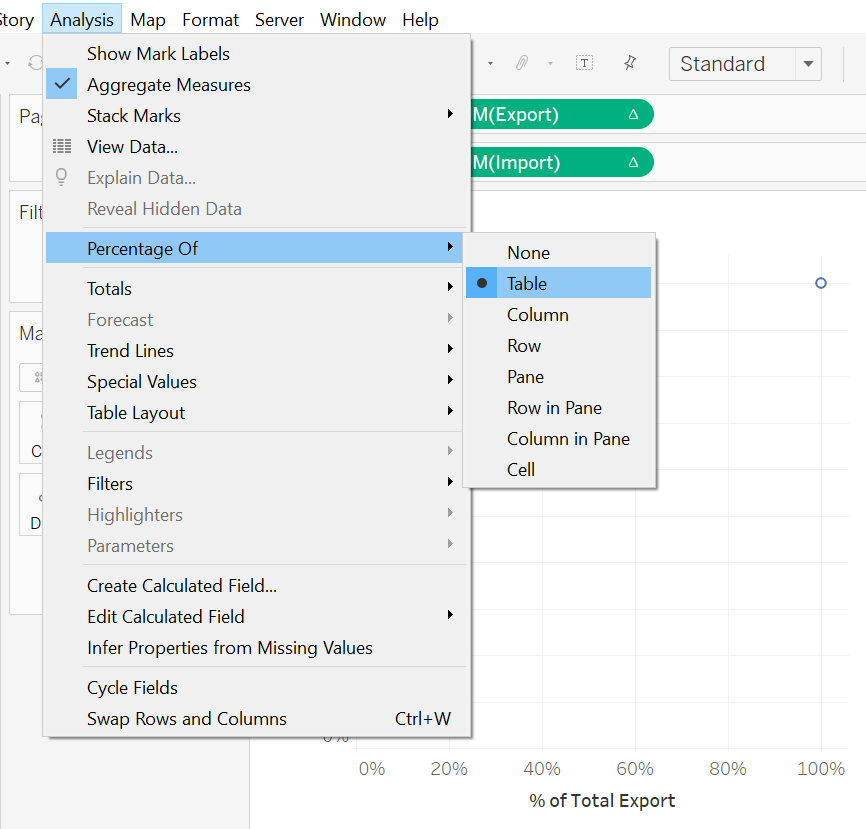 Story Analysis Map Format Server Window Help
Standard
Show Mark Labels
Aggregate Measures
Stack Marks
View Data...
Explain Data...
Reveal Hidden Data
Percentage Of
Totals
Forecast
Trend Lines
Special Values
Table Layout
Legends
Filters
Highlighters
Parameters
Create Calculated Field...
Edit Calculated Field
Infer Properties from Missing Values
Cycle Fields
Swap Rows and Columns Ctrl+W
None
Table
Column
Row
Pane
Row in Pane
Column in Pane
Cell
Pa
Filt
Ma
C
D
M(Export) Δ
M(Import) Δ
T
0% 20% 40% 60% 80% 100%
% of Total Export